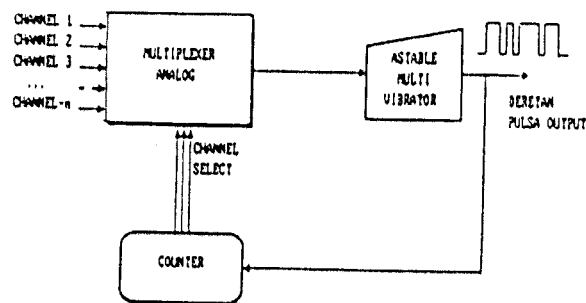 CHANNEL 1
CHANNEL 2
CHANNEL 3
...
CHANNEL-n
MULTIPLEXER
ANALOG
ASTABLE
MULTI
VIBRATOR
DERETAN
PULSA OUTPUT
CHANNEL
SELECT
COUNTER